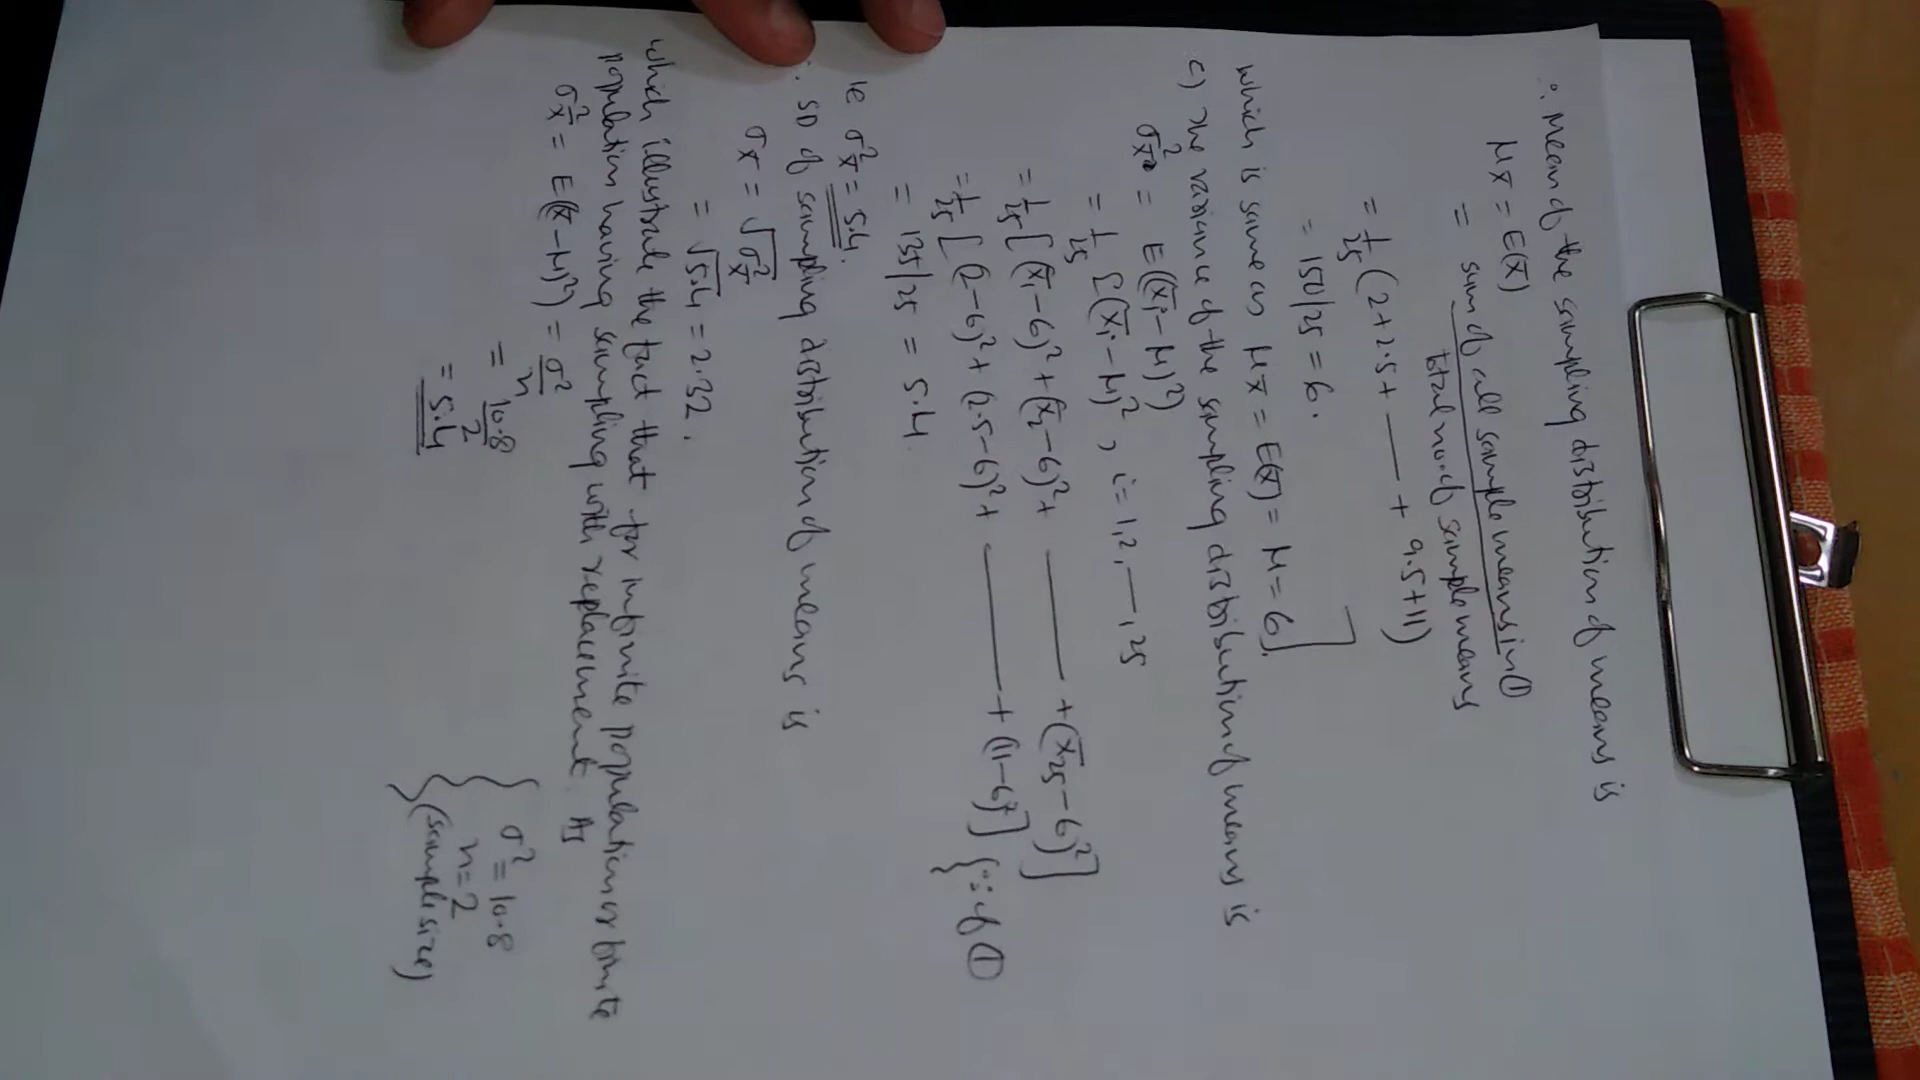 ∴ Mean of the sampling distribution of means is
μx̄ = E(x̄)
= sum of all sample means in ①
total no. of sample means
= 1/25 (2+2.5+ —— + 9.5+11)
= 150/25 = 6.
which is same as μx̄ = E(x̄) = μ = 6].
c) The variance of the sampling distribution of means is
σ²x̄ = E((x̄i - μ)²)
= 1/25 Σ(x̄i - μ)², i = 1,2,—,25
= 1/25 [(x̄1-6)² + (x̄2-6)² + —— + (x̄25-6)²]
= 1/25 [(2-6)² + (2.5-6)² + —— + (11-6)²] {∵ of ①
= 135/25 = 5.4
ie σ²x̄ = 5.4.
∴ SD of sampling distribution of means is
σx̄ = √σ²x̄
= √5.4 = 2.32.
which illustrate the fact that for infinite population or finite
population having sampling with replacement. As
σ²x̄ = E((x̄-μ)²) = σ²/n
= 10.8/2
= 5.4
{ σ² = 10.8
n = 2
(sample size)